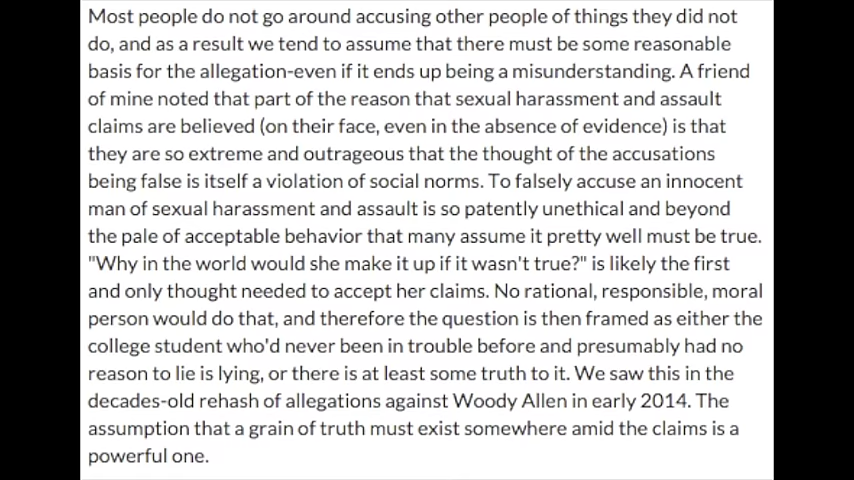 Most people do not go around accusing other people of things they did not
do, and as a result we tend to assume that there must be some reasonable
basis for the allegation-even if it ends up being a misunderstanding. A friend
of mine noted that part of the reason that sexual harassment and assault
claims are believed (on their face, even in the absence of evidence) is that
they are so extreme and outrageous that the thought of the accusations
being false is itself a violation of social norms. To falsely accuse an innocent
man of sexual harassment and assault is so patently unethical and beyond
the pale of acceptable behavior that many assume it pretty well must be true.
"Why in the world would she make it up if it wasn't true?" is likely the first
and only thought needed to accept her claims. No rational, responsible, moral
person would do that, and therefore the question is then framed as either the
college student who'd never been in trouble before and presumably had no
reason to lie is lying, or there is at least some truth to it. We saw this in the
decades-old rehash of allegations against Woody Allen in early 2014. The
assumption that a grain of truth must exist somewhere amid the claims is a
powerful one.